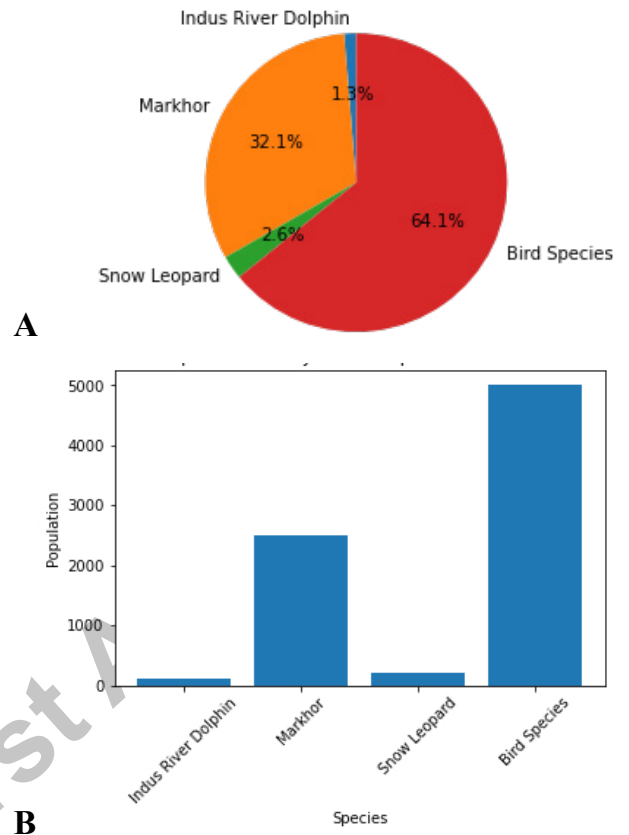 Indus River Dolphin
1.3%
Markhor
32.1%
64.1%
2.6%
Bird Species
Snow Leopard
A
5000
4000
3000
2000
1000
0
Population
Indus River Dolphin
Markhor
Snow Leopard
Bird Species
Species
B